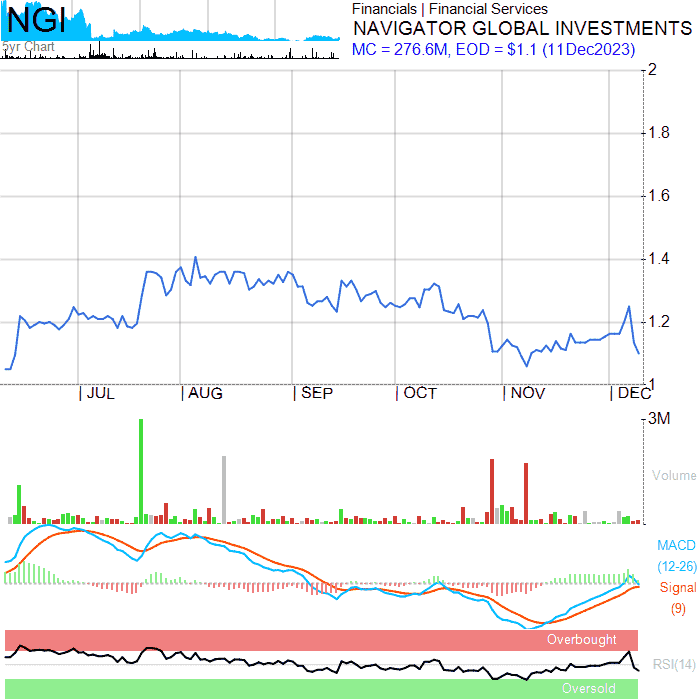 NGI
5yr Chart
Financials | Financial Services
NAVIGATOR GLOBAL INVESTMENTS
MC = 276.6M, EOD = $1.1 (11Dec2023)
2
1.8
1.6
1.4
1.2
1
JUL AUG SEP OCT NOV DEC
3M
Volume
MACD
(12-26)
Signal
(9)
Overbought
RSI(14)
Oversold